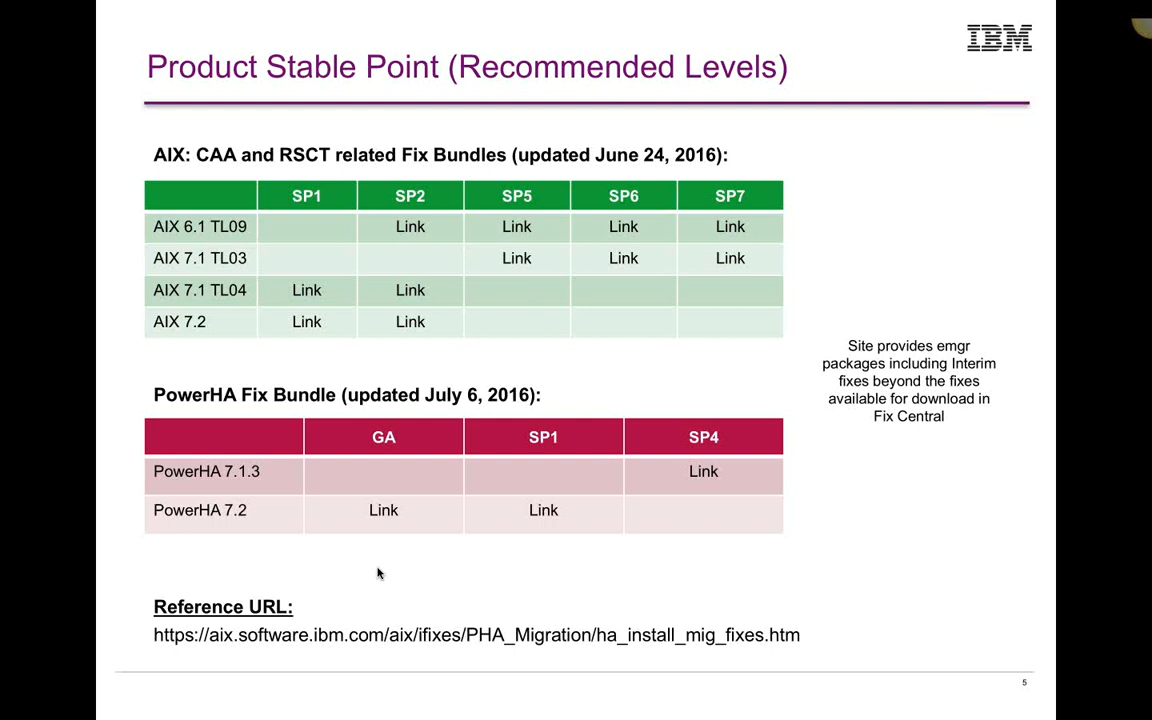 IBM
Product Stable Point (Recommended Levels)
AIX: CAA and RSCT related Fix Bundles (updated June 24, 2016):
SP1 SP2 SP5 SP6 SP7
AIX 6.1 TL09 Link Link Link Link
AIX 7.1 TL03 Link Link Link
AIX 7.1 TL04 Link Link
AIX 7.2 Link Link
Site provides emgr
packages including Interim
fixes beyond the fixes
available for download in
Fix Central
PowerHA Fix Bundle (updated July 6, 2016):
GA SP1 SP4
PowerHA 7.1.3 Link
PowerHA 7.2 Link Link
Reference URL:
https://aix.software.ibm.com/aix/ifixes/PHA_Migration/ha_install_mig_fixes.htm
5